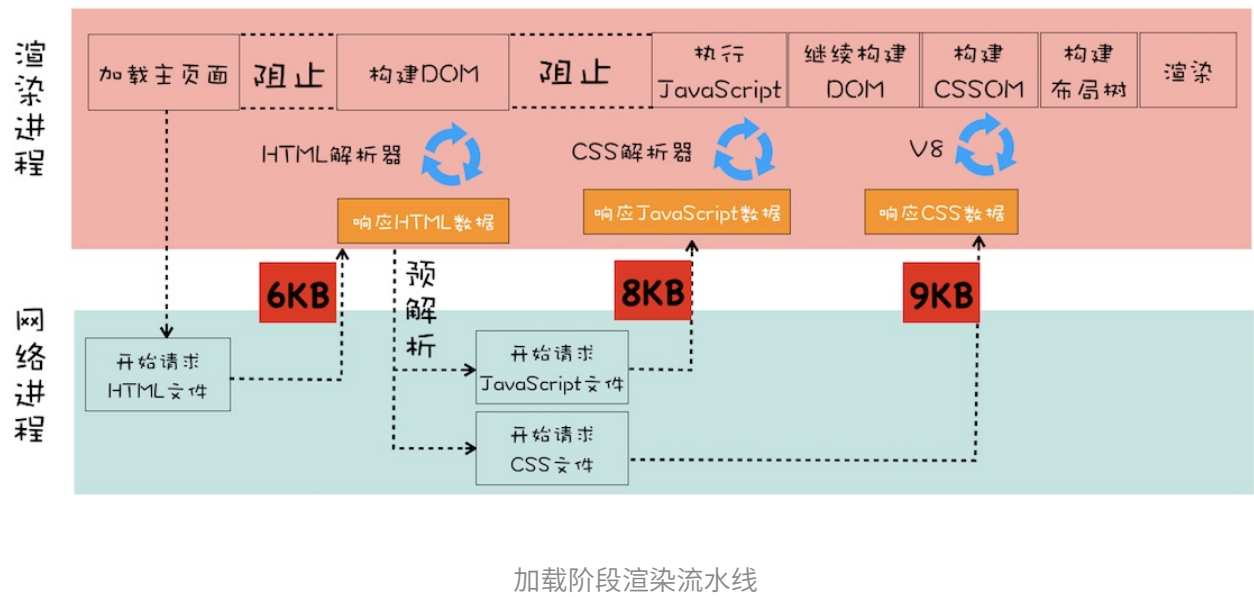 渲染进程
加载主页面
阻止
构建DOM
阻止
执行
JavaScript
继续构建
DOM
构建
CSSOM
构建
布局树
渲染
HTML解析器
CSS解析器
V8
响应HTML数据
响应JavaScript数据
响应CSS数据
6KB
预解析
8KB
9KB
网络进程
开始请求
HTML文件
开始请求
JavaScript文件
开始请求
CSS文件
加载阶段渲染流水线